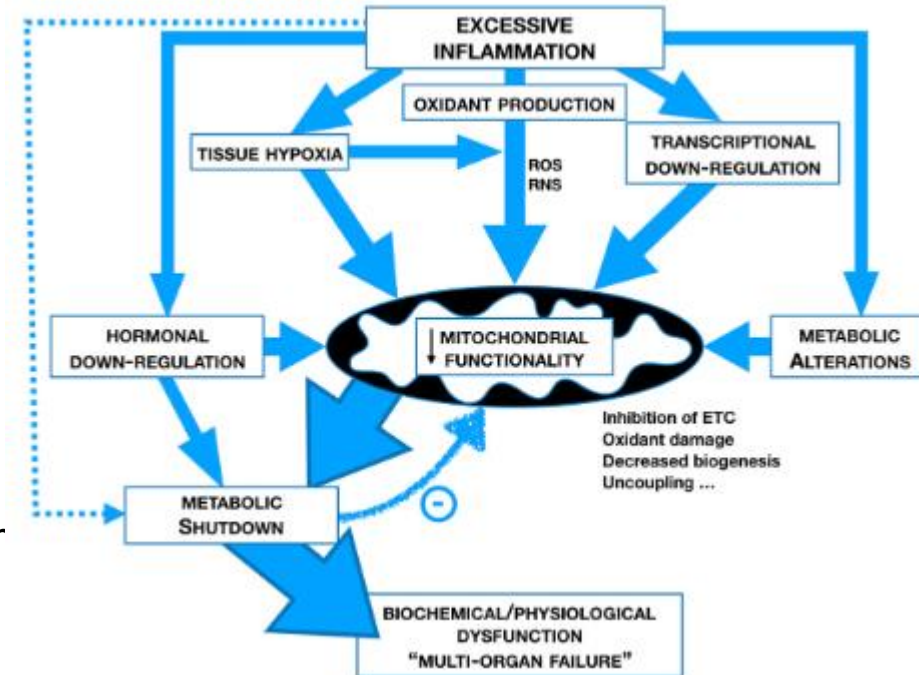 EXCESSIVE
INFLAMMATION
OXIDANT PRODUCTION
TISSUE HYPOXIA
TRANSCRIPTIONAL
DOWN-REGULATION
ROS
RNS
HORMONAL
DOWN-REGULATION
↓ MITOCHONDRIAL
FUNCTIONALITY
METABOLIC
ALTERATIONS
Inhibition of ETC
Oxidant damage
Decreased biogenesis
Uncoupling ...
METABOLIC
SHUTDOWN
-
BIOCHEMICAL/PHYSIOLOGICAL
DYSFUNCTION
"MULTI-ORGAN FAILURE"